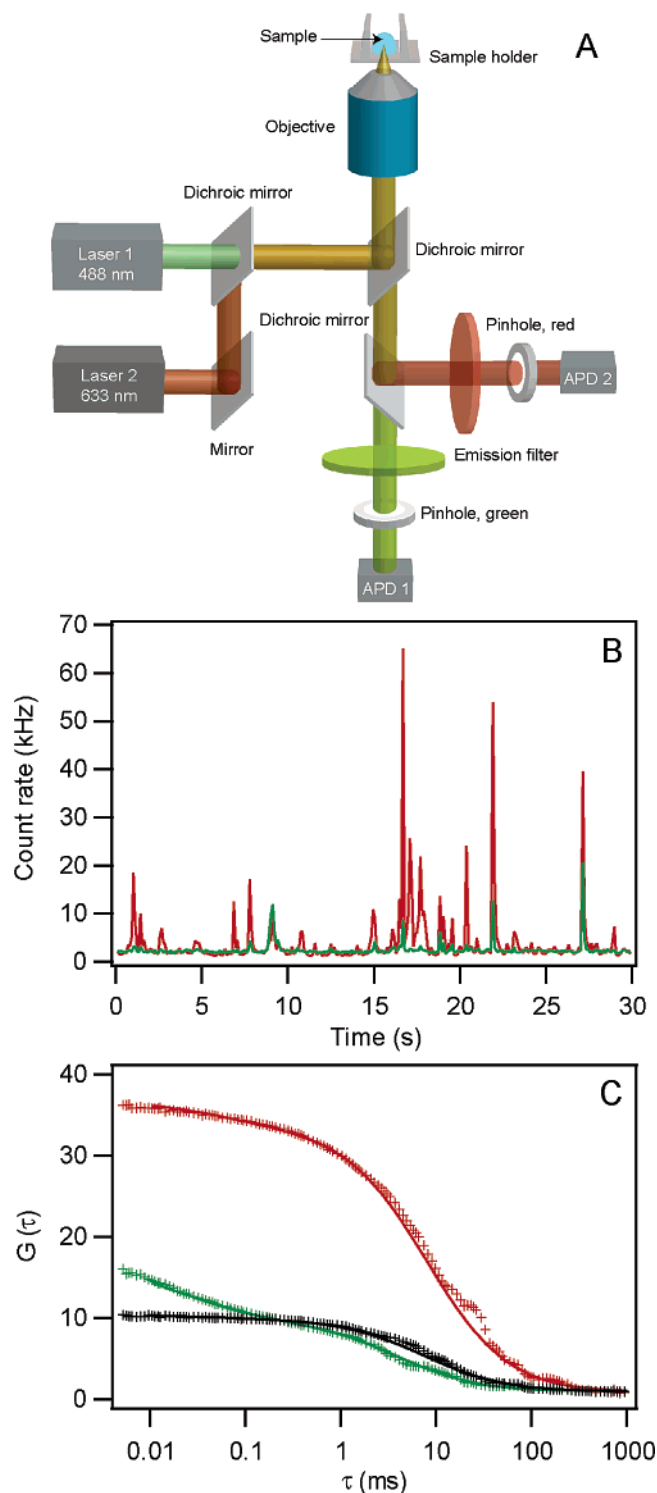 Sample
A
Sample holder
Objective
Dichroic mirror
Laser 1
488 nm
Dichroic mirror
Dichroic mirror
Pinhole, red
Laser 2
633 nm
APD 2
Mirror
Emission filter
Pinhole, green
APD 1
B
Count rate (kHz)
70
60
50
40
30
20
10
0
0 5 10 15 20 25 30
Time (s)
C
G (τ)
40
30
20
10
0
0.01 0.1 1 10 100 1000
τ (ms)